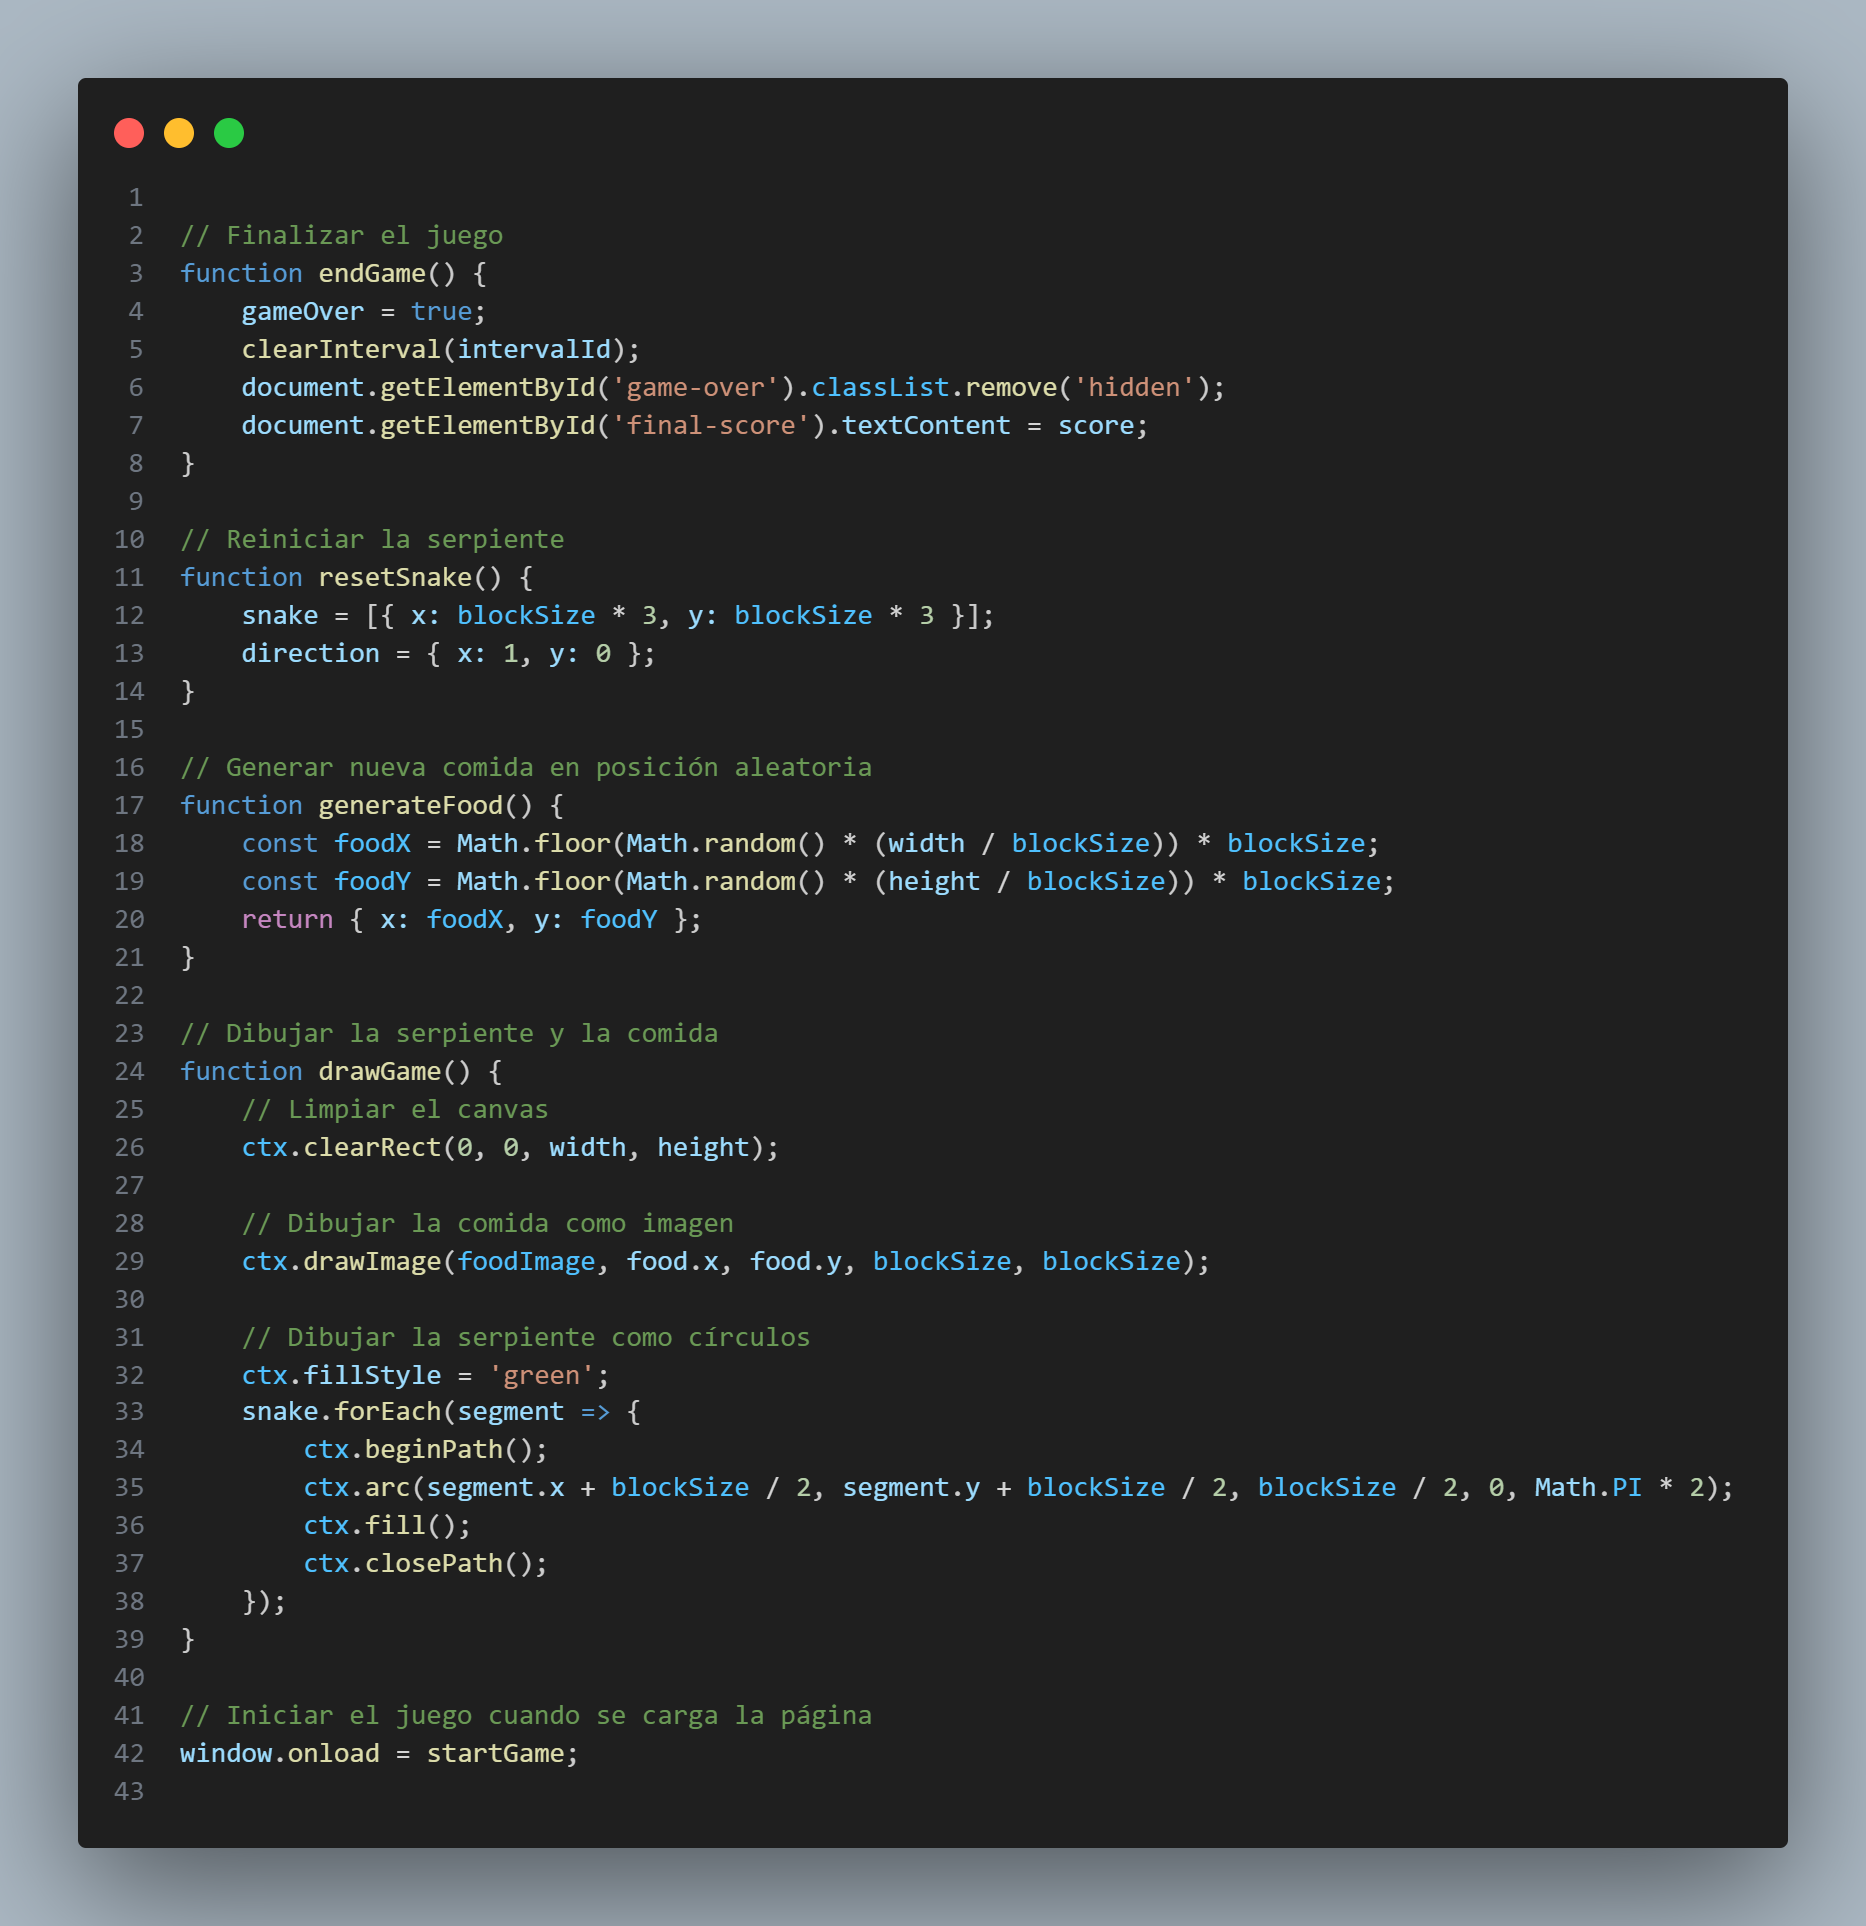 1
2 // Finalizar el juego
3 function endGame() {
4     gameOver = true;
5     clearInterval(intervalId);
6     document.getElementById('game-over').classList.remove('hidden');
7     document.getElementById('final-score').textContent = score;
8 }
9
10 // Reiniciar la serpiente
11 function resetSnake() {
12     snake = [{ x: blockSize * 3, y: blockSize * 3 }];
13     direction = { x: 1, y: 0 };
14 }
15
16 // Generar nueva comida en posición aleatoria
17 function generateFood() {
18     const foodX = Math.floor(Math.random() * (width / blockSize)) * blockSize;
19     const foodY = Math.floor(Math.random() * (height / blockSize)) * blockSize;
20     return { x: foodX, y: foodY };
21 }
22
23 // Dibujar la serpiente y la comida
24 function drawGame() {
25     // Limpiar el canvas
26     ctx.clearRect(0, 0, width, height);
27
28     // Dibujar la comida como imagen
29     ctx.drawImage(foodImage, food.x, food.y, blockSize, blockSize);
30
31     // Dibujar la serpiente como círculos
32     ctx.fillStyle = 'green';
33     snake.forEach(segment => {
34         ctx.beginPath();
35         ctx.arc(segment.x + blockSize / 2, segment.y + blockSize / 2, blockSize / 2, 0, Math.PI * 2);
36         ctx.fill();
37         ctx.closePath();
38     });
39 }
40
41 // Iniciar el juego cuando se carga la página
42 window.onload = startGame;
43